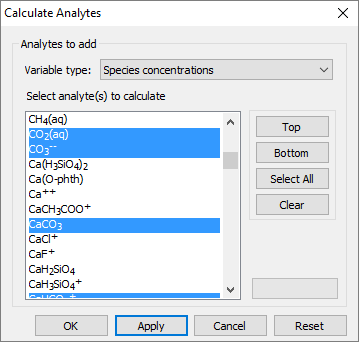 Calculate Analytes
Analytes to add
Variable type: Species concentrations
Select analyte(s) to calculate
CH₄(aq)
CO₂(aq)
CO₃⁻⁻
Ca(H₃SiO₄)₂
Ca(O-phth)
Ca⁺⁺
CaCH₃COO⁺
CaCO₃
CaCl⁺
CaF⁺
CaH₂SiO₄
CaH₃SiO₄⁺
Top
Bottom
Select All
Clear
OK Apply Cancel Reset